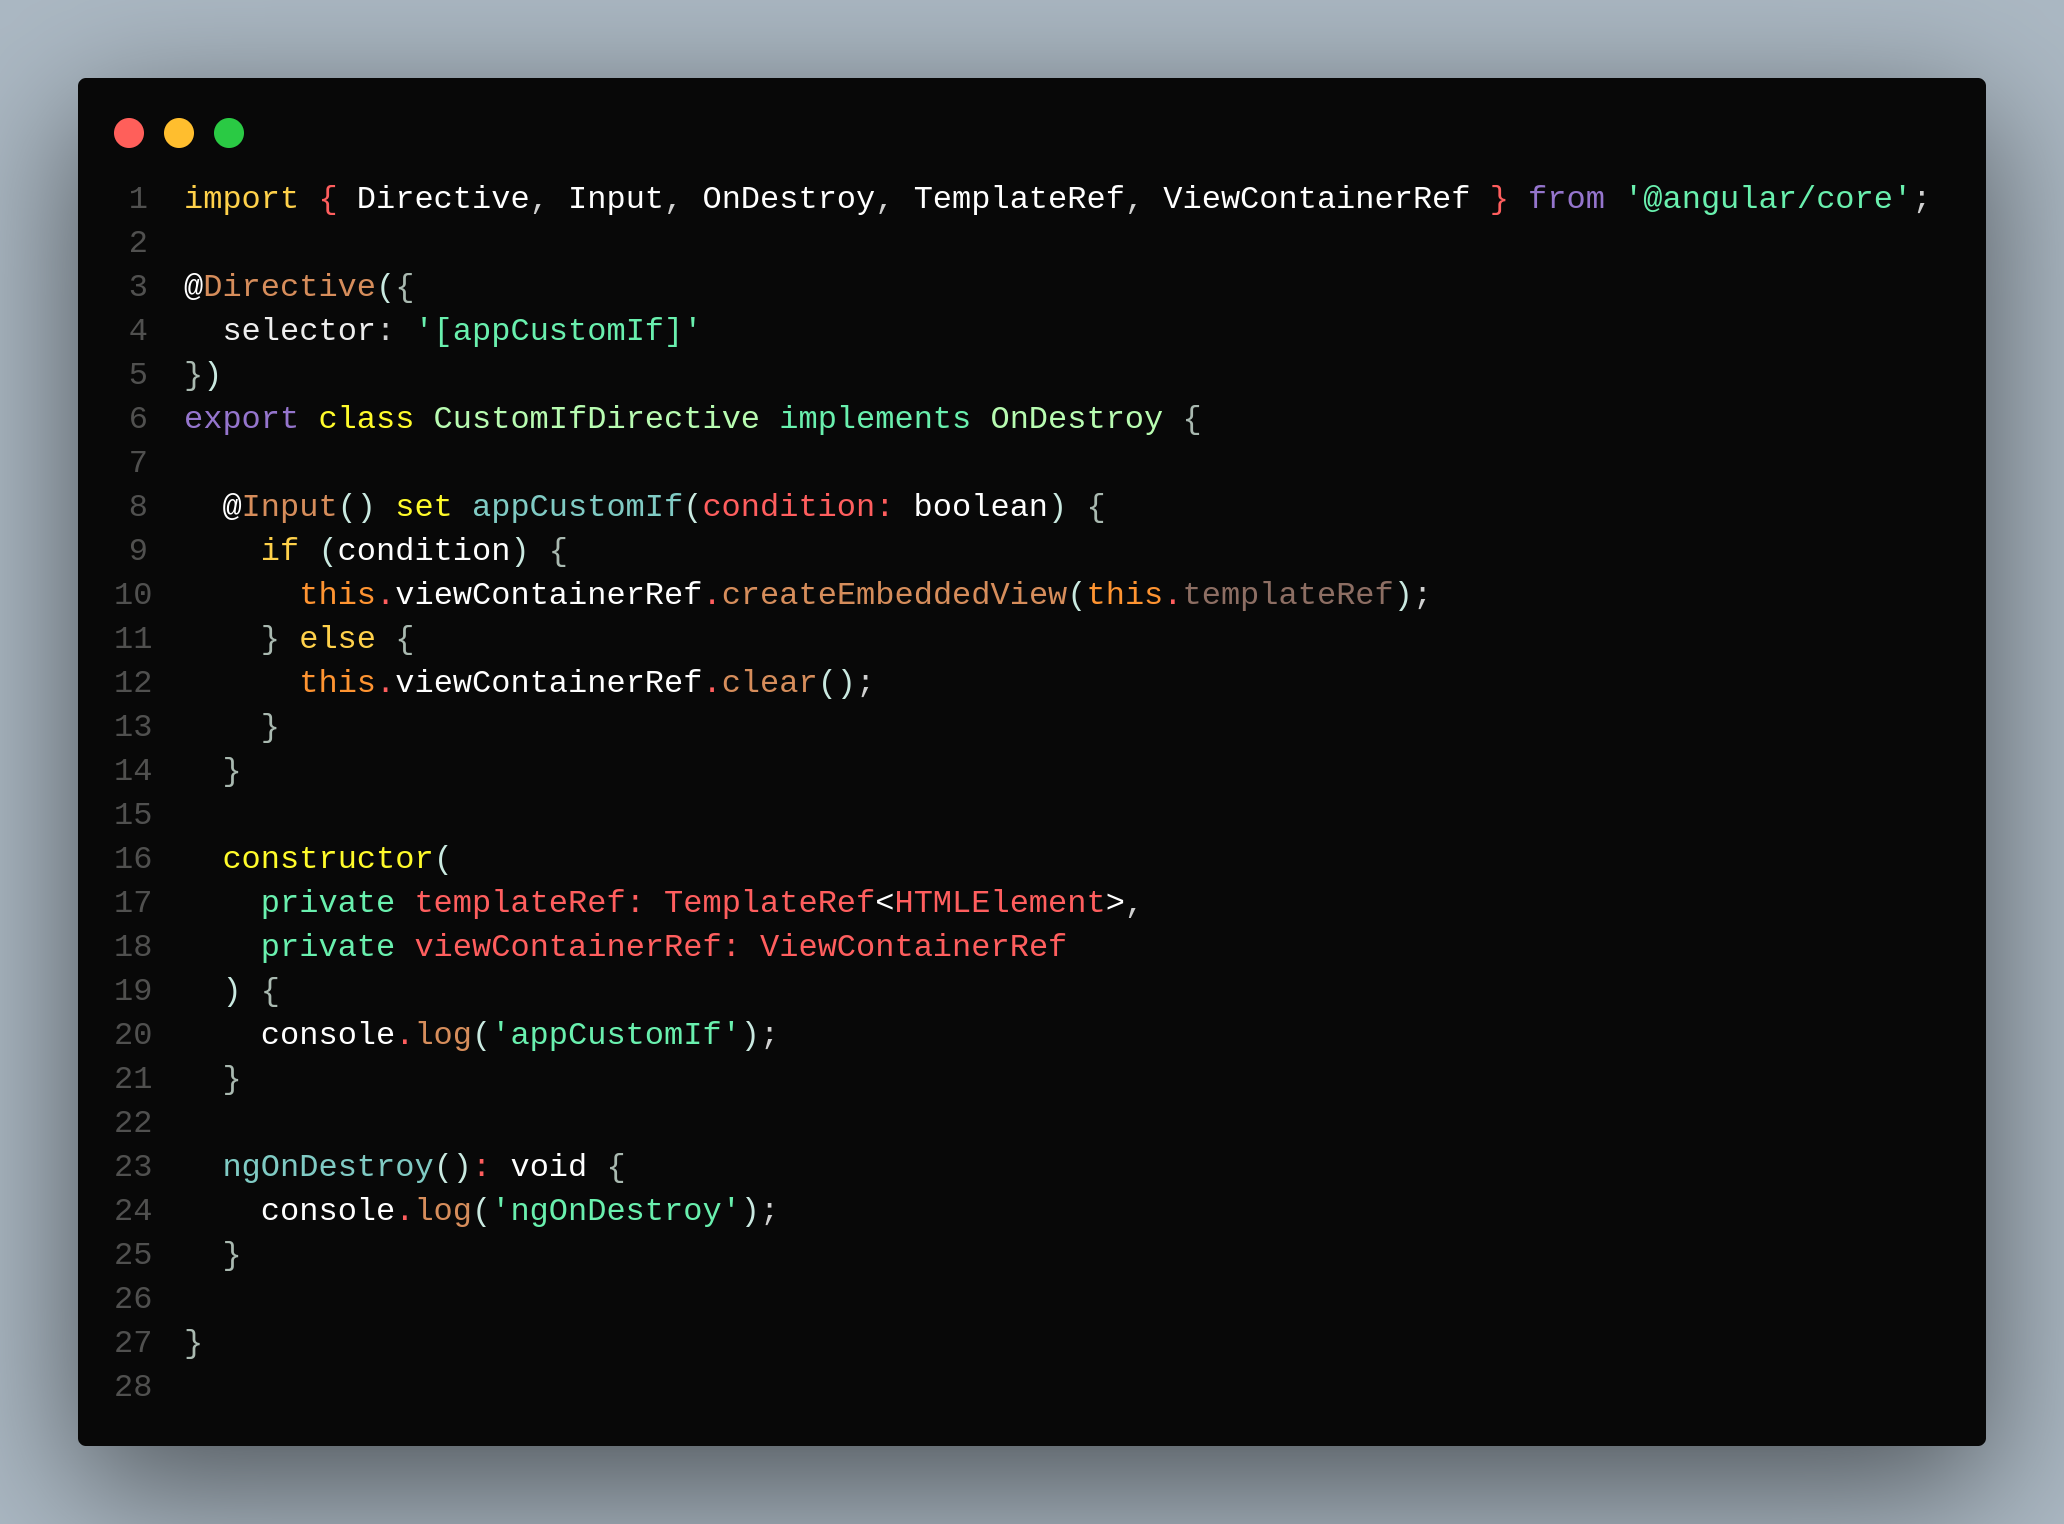 1 import { Directive, Input, OnDestroy, TemplateRef, ViewContainerRef } from '@angular/core';
2
3 @Directive({
4   selector: '[appCustomIf]'
5 })
6 export class CustomIfDirective implements OnDestroy {
7
8   @Input() set appCustomIf(condition: boolean) {
9     if (condition) {
10       this.viewContainerRef.createEmbeddedView(this.templateRef);
11     } else {
12       this.viewContainerRef.clear();
13     }
14   }
15
16   constructor(
17     private templateRef: TemplateRef<HTMLElement>,
18     private viewContainerRef: ViewContainerRef
19   ) {
20     console.log('appCustomIf');
21   }
22
23   ngOnDestroy(): void {
24     console.log('ngOnDestroy');
25   }
26
27 }
28